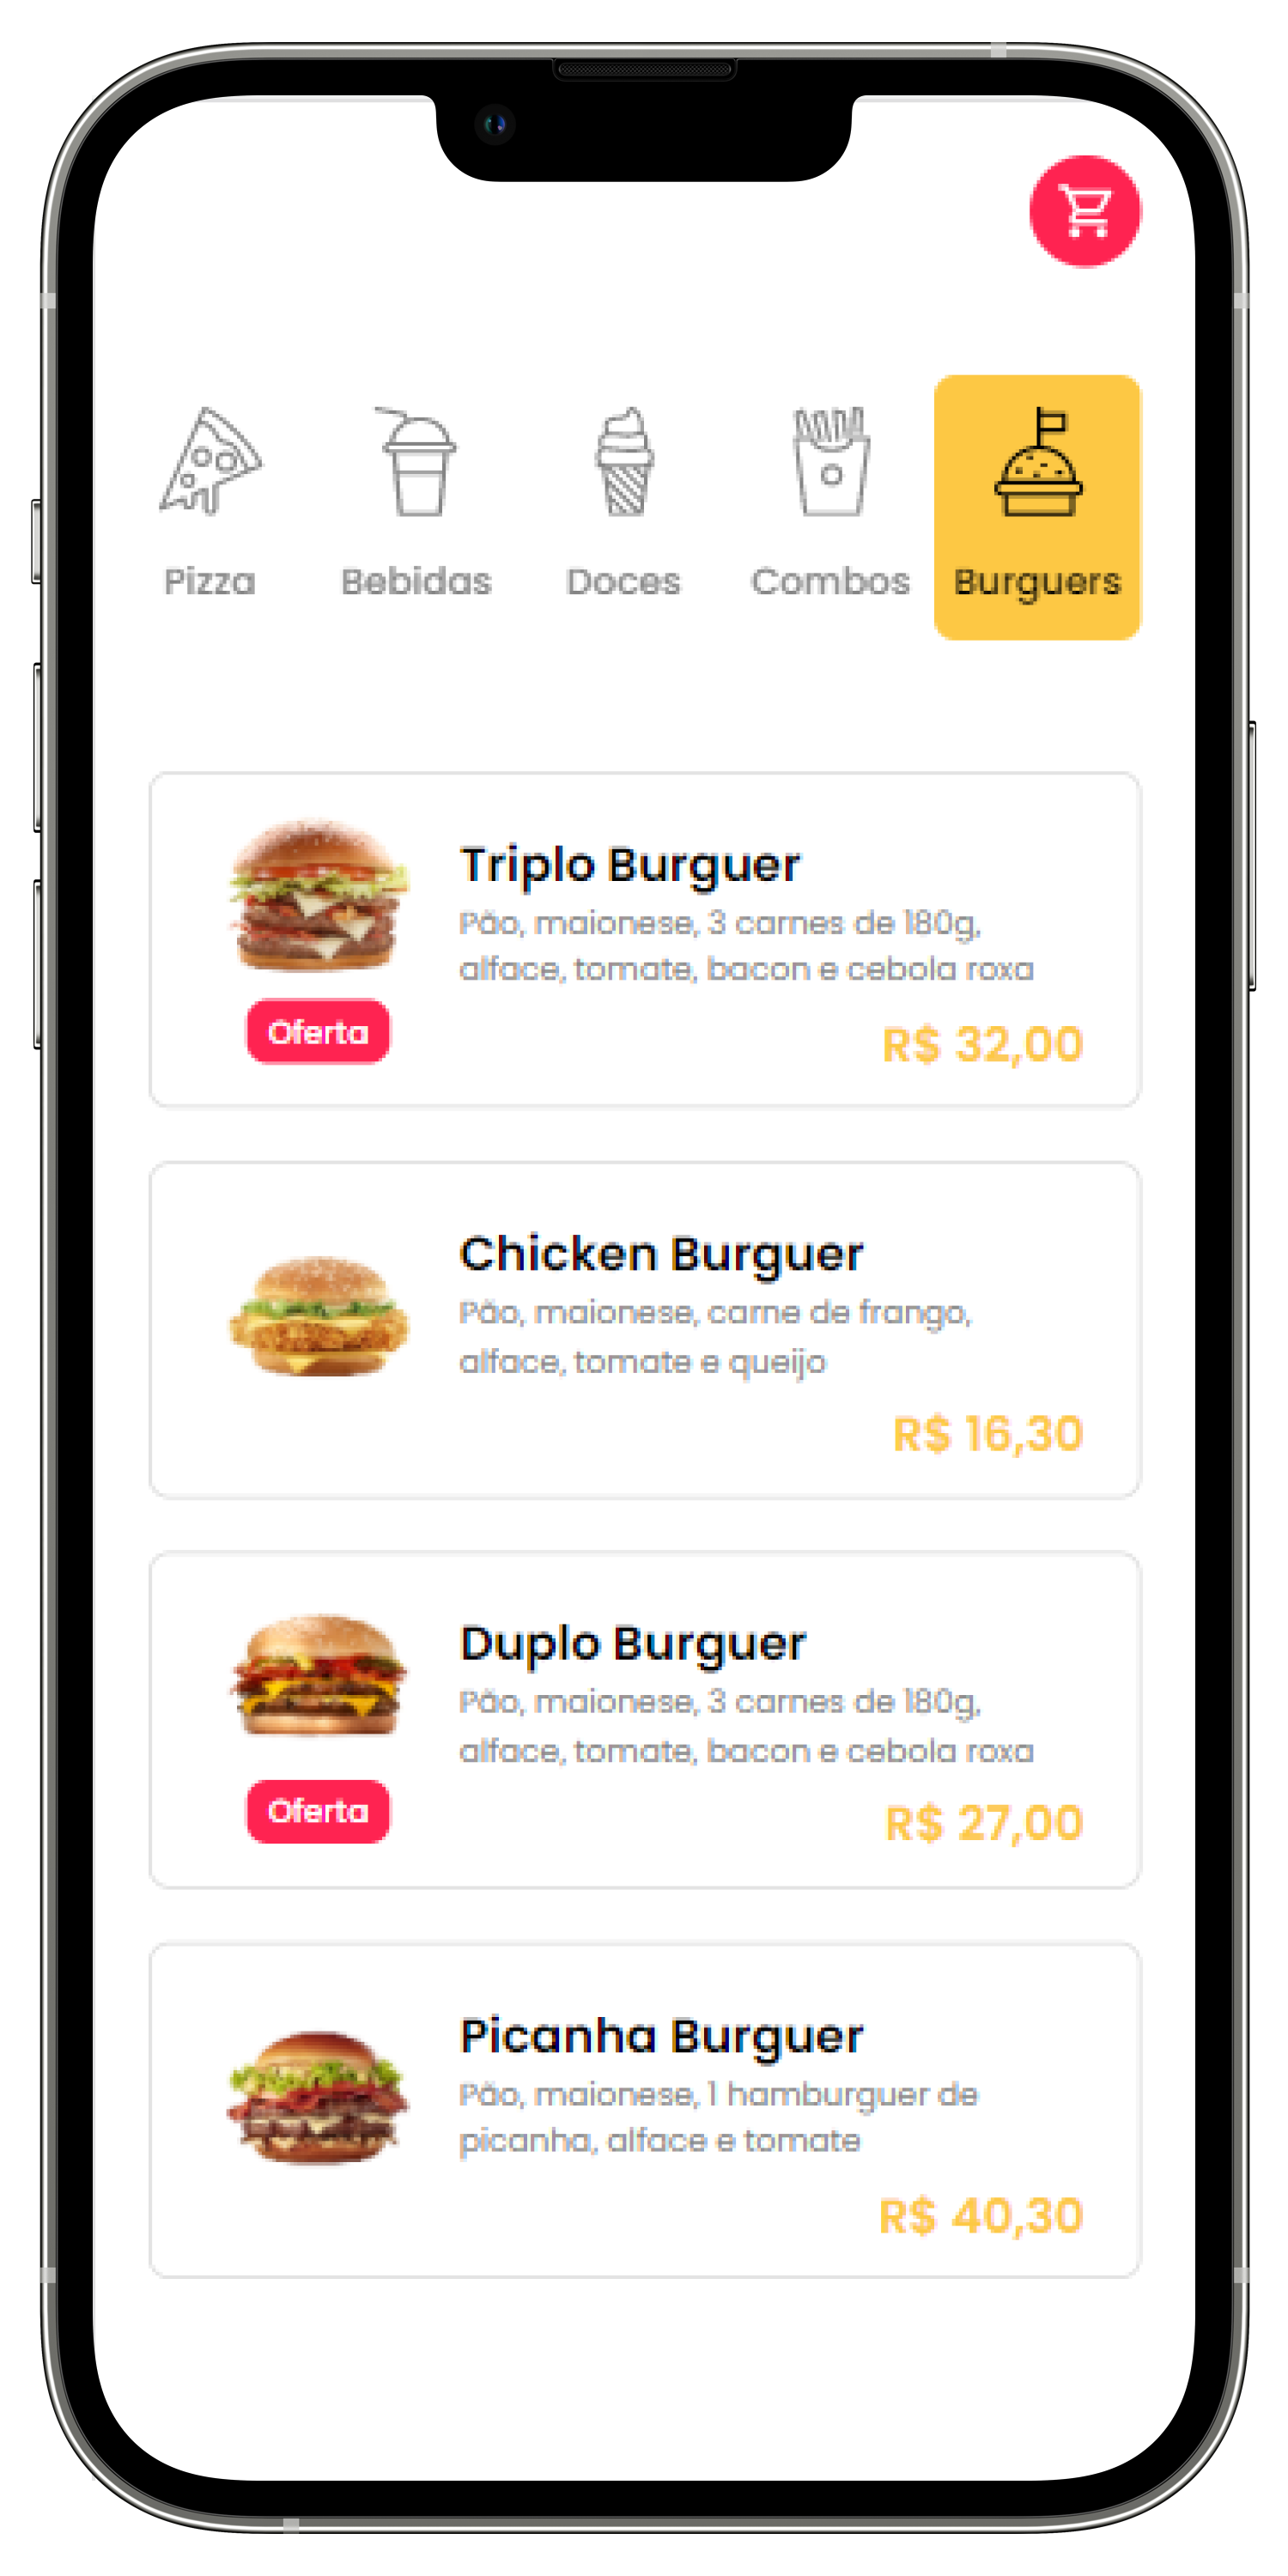 Pizza
Bebidas
Doces
Combos
Burguers
Triplo Burguer
Pão, maionese, 3 carnes de 180g,
alface, tomate, bacon e cebola roxa
Oferta
R$ 32,00
Chicken Burguer
Pão, maionese, carne de frango,
alface, tomate e queijo
R$ 16,30
Duplo Burguer
Pão, maionese, 3 carnes de 180g,
alface, tomate, bacon e cebola roxa
Oferta
R$ 27,00
Picanha Burguer
Pão, maionese, 1 hamburguer de
picanha, alface e tomate
R$ 40,30